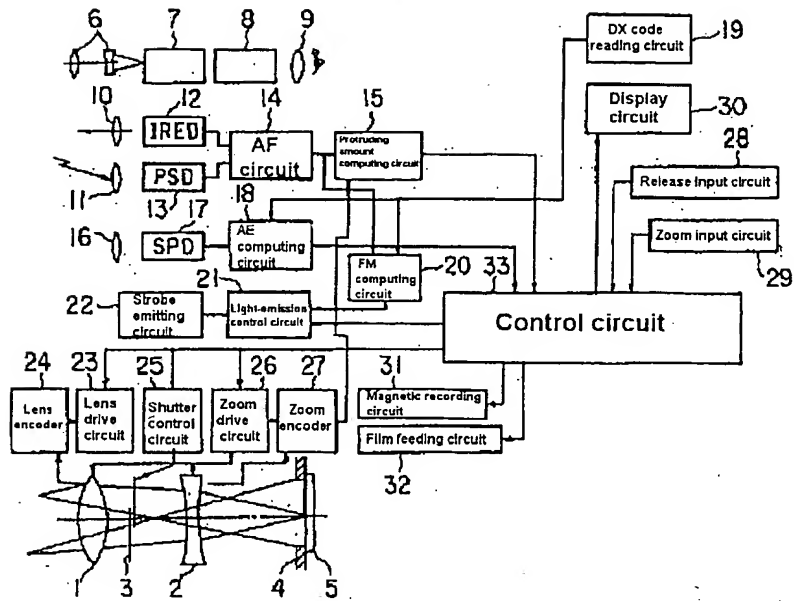 6 7 8 9
DX code
reading circuit
19
10 12 14 15
IRED
AF
circuit
Protruding
amount
computing circuit
Display
circuit
30
28
PSD
11 13 17 18
Release input circuit
16
SPD
AE
computing
circuit
Zoom input circuit
29
FM
computing
circuit
20
33
21
22
Strobe
emitting
circuit
Light-emission
control circuit
Control circuit
24 23 25 26 27
31
Lens
encoder
Lens
drive
circuit
Shutter
control
circuit
Zoom
drive
circuit
Zoom
encoder
Magnetic recording
circuit
Film feeding circuit
32
1 3 2 4 5